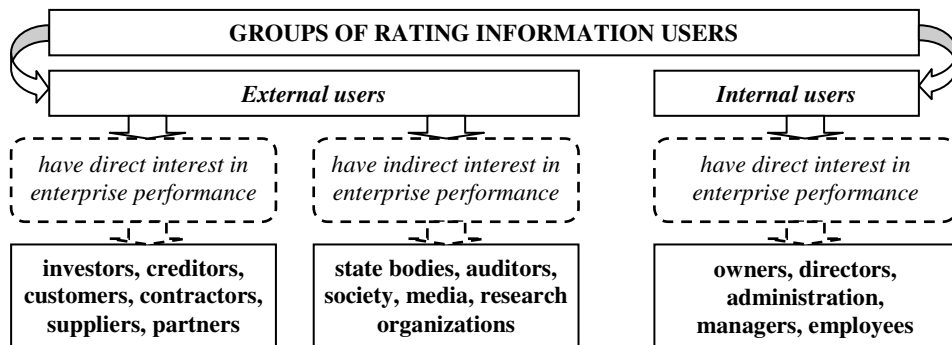 GROUPS OF RATING INFORMATION USERS
External users
Internal users
have direct interest in
enterprise performance
have indirect interest in
enterprise performance
have direct interest in
enterprise performance
investors, creditors,
customers, contractors,
suppliers, partners
state bodies, auditors,
society, media, research
organizations
owners, directors,
administration,
managers, employees